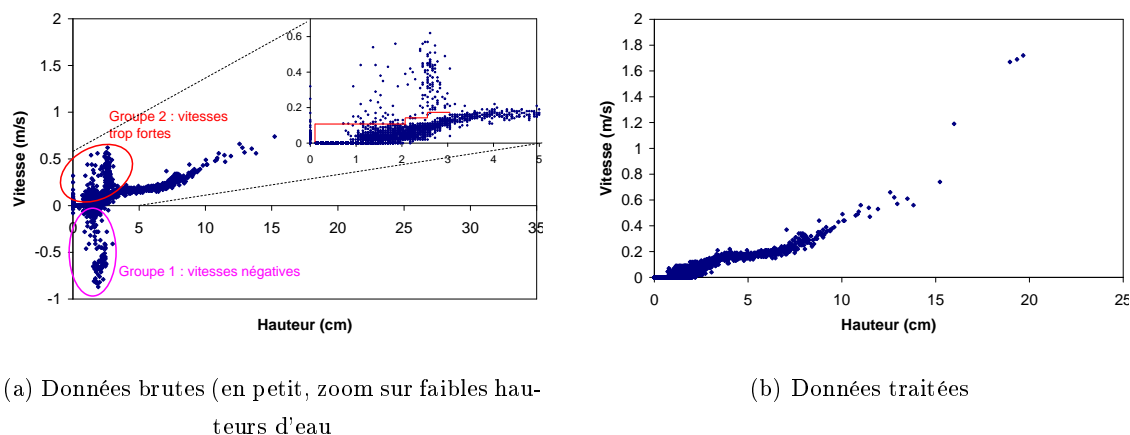 2
1.5
1
0.5
0
-0.5
-1
Vitesse (m/s)
0 5 10 15 20 25 30 35
Hauteur (cm)
Groupe 2 : vitesses
trop fortes
Groupe 1 : vitesses négatives
0.6
0.4
0.2
0
0 1 2 3 4 5
2
1.8
1.6
1.4
1.2
1
0.8
0.6
0.4
0.2
0
Vitesse (m/s)
0 5 10 15 20 25
Hauteur (cm)
(a) Données brutes (en petit, zoom sur faibles hau-
teurs d'eau
(b) Données traitées